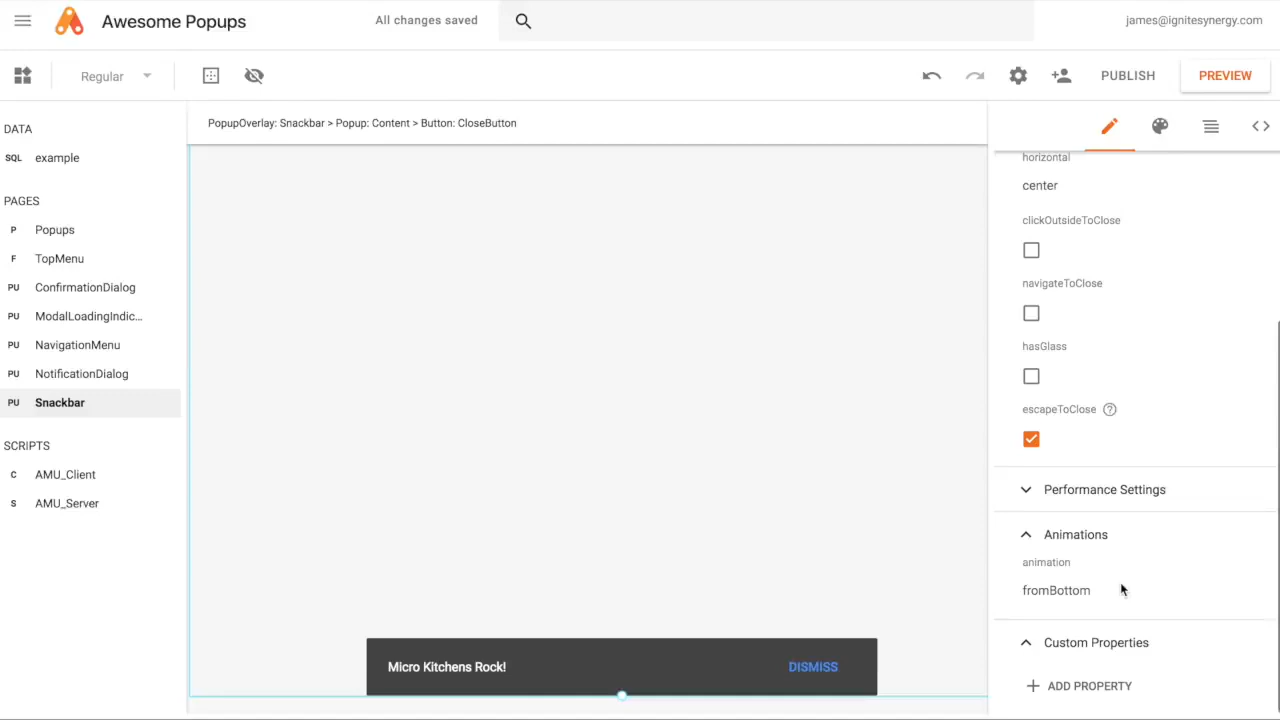 Awesome Popups
All changes saved
james@ignitesynergy.com
Regular
PUBLISH
PREVIEW
DATA
SQL example
PAGES
P Popups
F TopMenu
PU ConfirmationDialog
PU ModalLoadingIndic...
PU NavigationMenu
PU NotificationDialog
PU Snackbar
SCRIPTS
C AMU_Client
S AMU_Server
PopupOverlay: Snackbar > Popup: Content > Button: CloseButton
Micro Kitchens Rock!
DISMISS
horizontal
center
clickOutsideToClose
navigateToClose
hasGlass
escapeToClose
Performance Settings
Animations
animation
fromBottom
Custom Properties
ADD PROPERTY